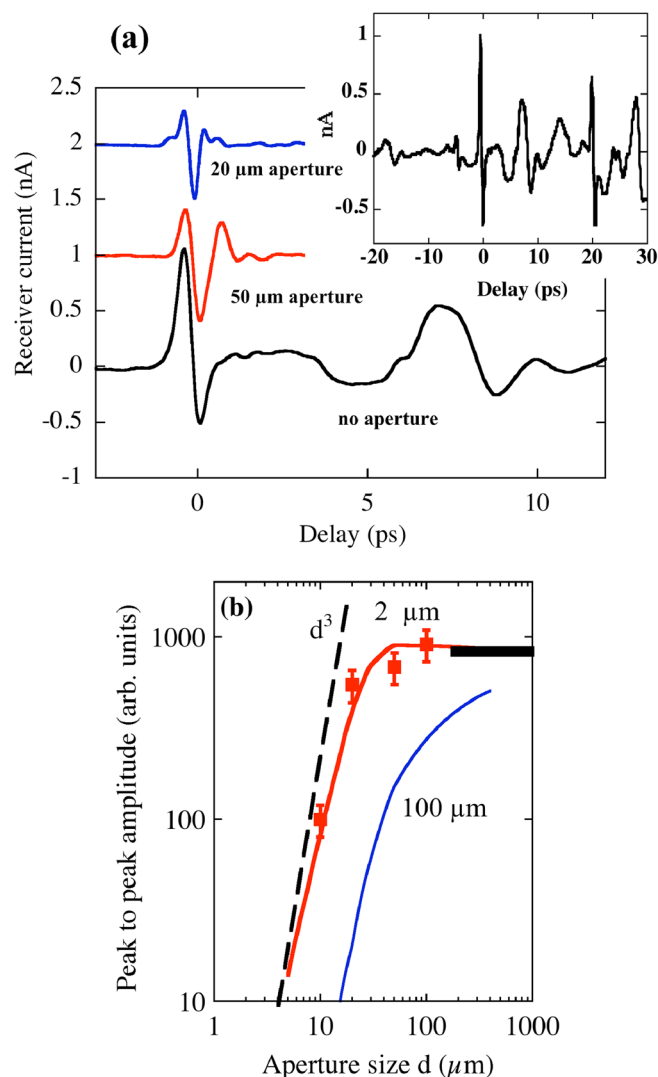 (a)
Receiver current (nA)
2.5
2
1.5
1
0.5
0
-0.5
-1
0
5
10
Delay (ps)
20 µm aperture
50 µm aperture
no aperture
nA
1
0.5
0
-0.5
-20
-10
0
10
20
30
Delay (ps)
(b)
Peak to peak amplitude (arb. units)
1000
100
10
1
10
100
1000
Aperture size d (µm)
d³
2 µm
100 µm